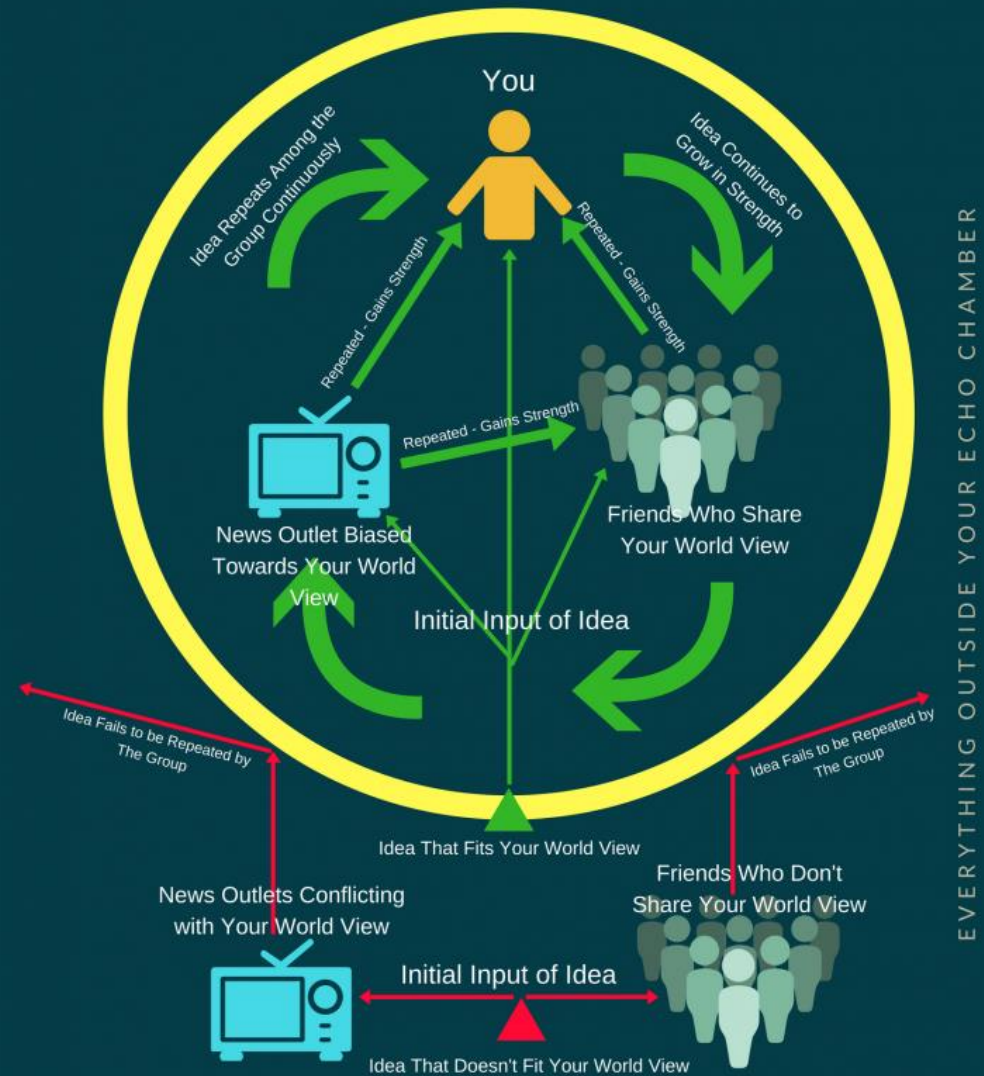 You
Idea Repeats Among the
Group Continuously
Idea Continues to
Grow in Strength
Repeated - Gains Strength
Repeated - Gains Strength
Repeated - Gains Strength
News Outlet Biased
Towards Your World
View
Friends Who Share
Your World View
Initial Input of Idea
Idea Fails to be Repeated by
The Group
Idea Fails to be Repeated by
The Group
Idea That Fits Your World View
News Outlets Conflicting
with Your World View
Friends Who Don't
Share Your World View
Initial Input of Idea
Idea That Doesn't Fit Your World View
EVERYTHING OUTSIDE YOUR ECHO CHAMBER